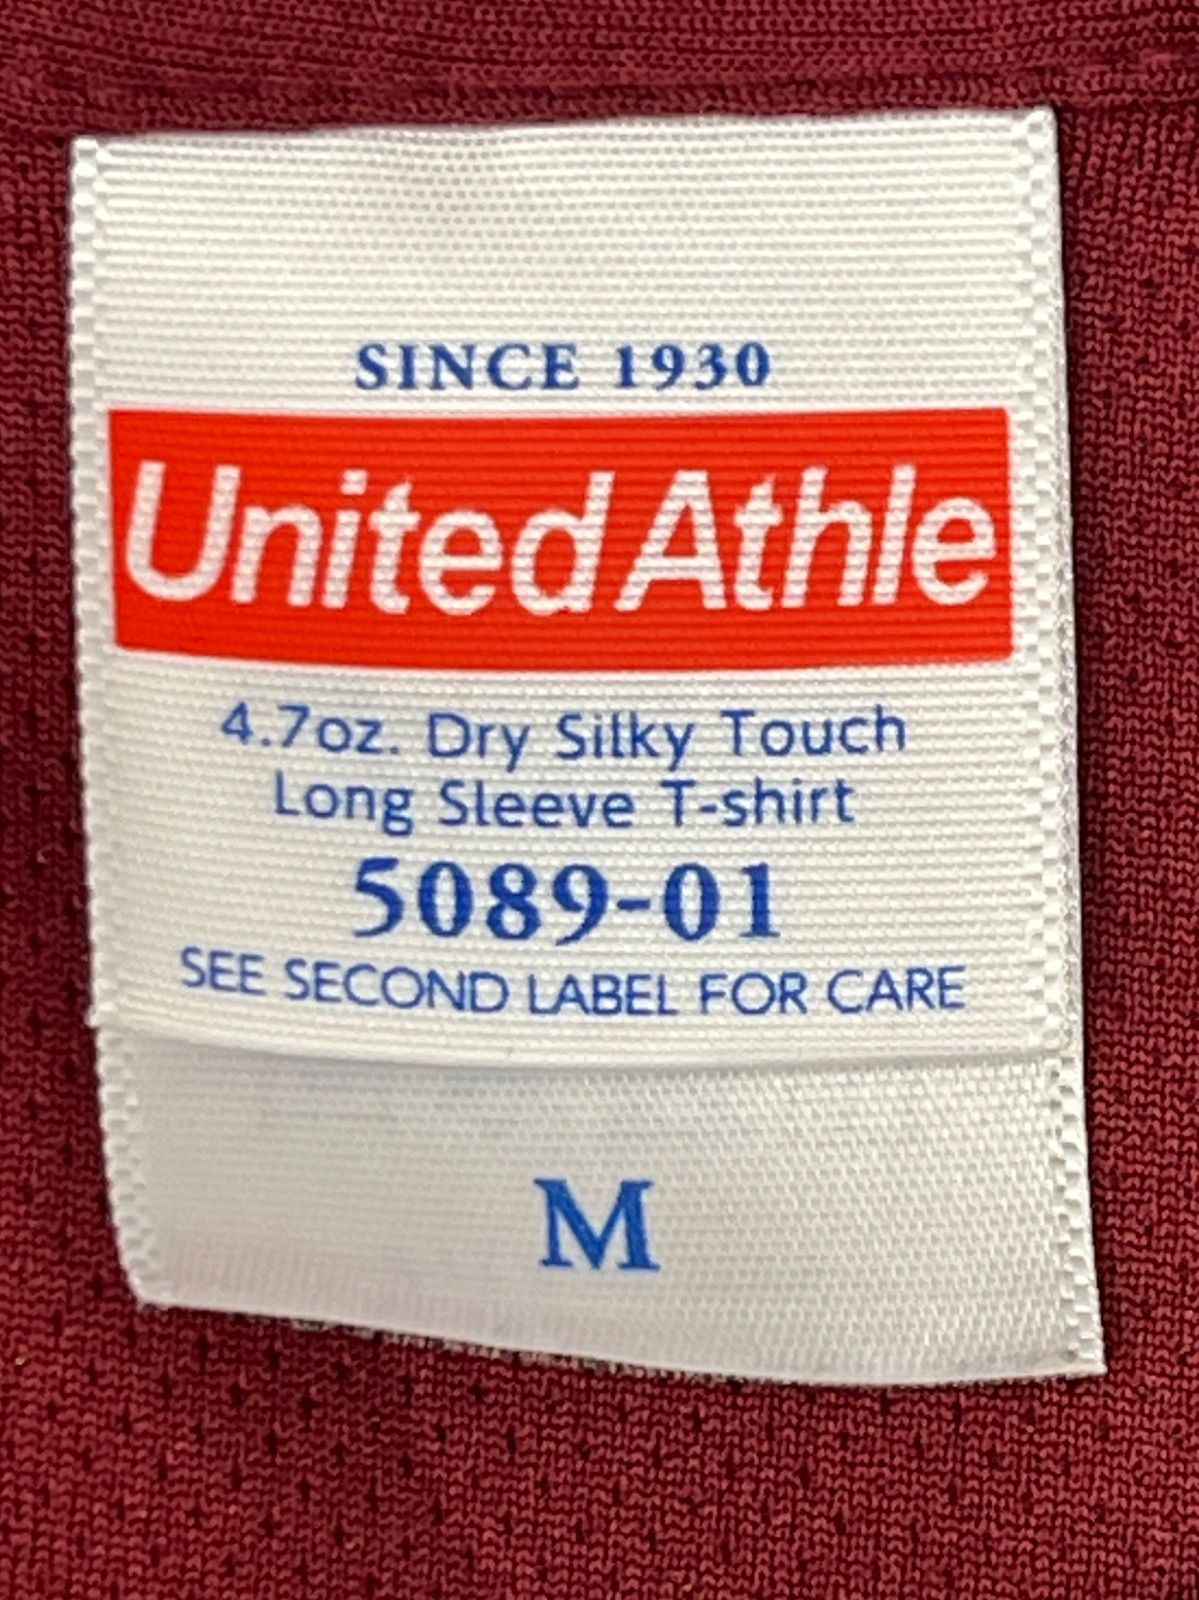 SINCE 1930
United Athle
4.7oz. Dry Silky Touch
Long Sleeve T-shirt
5089-01
SEE SECOND LABEL FOR CARE
M